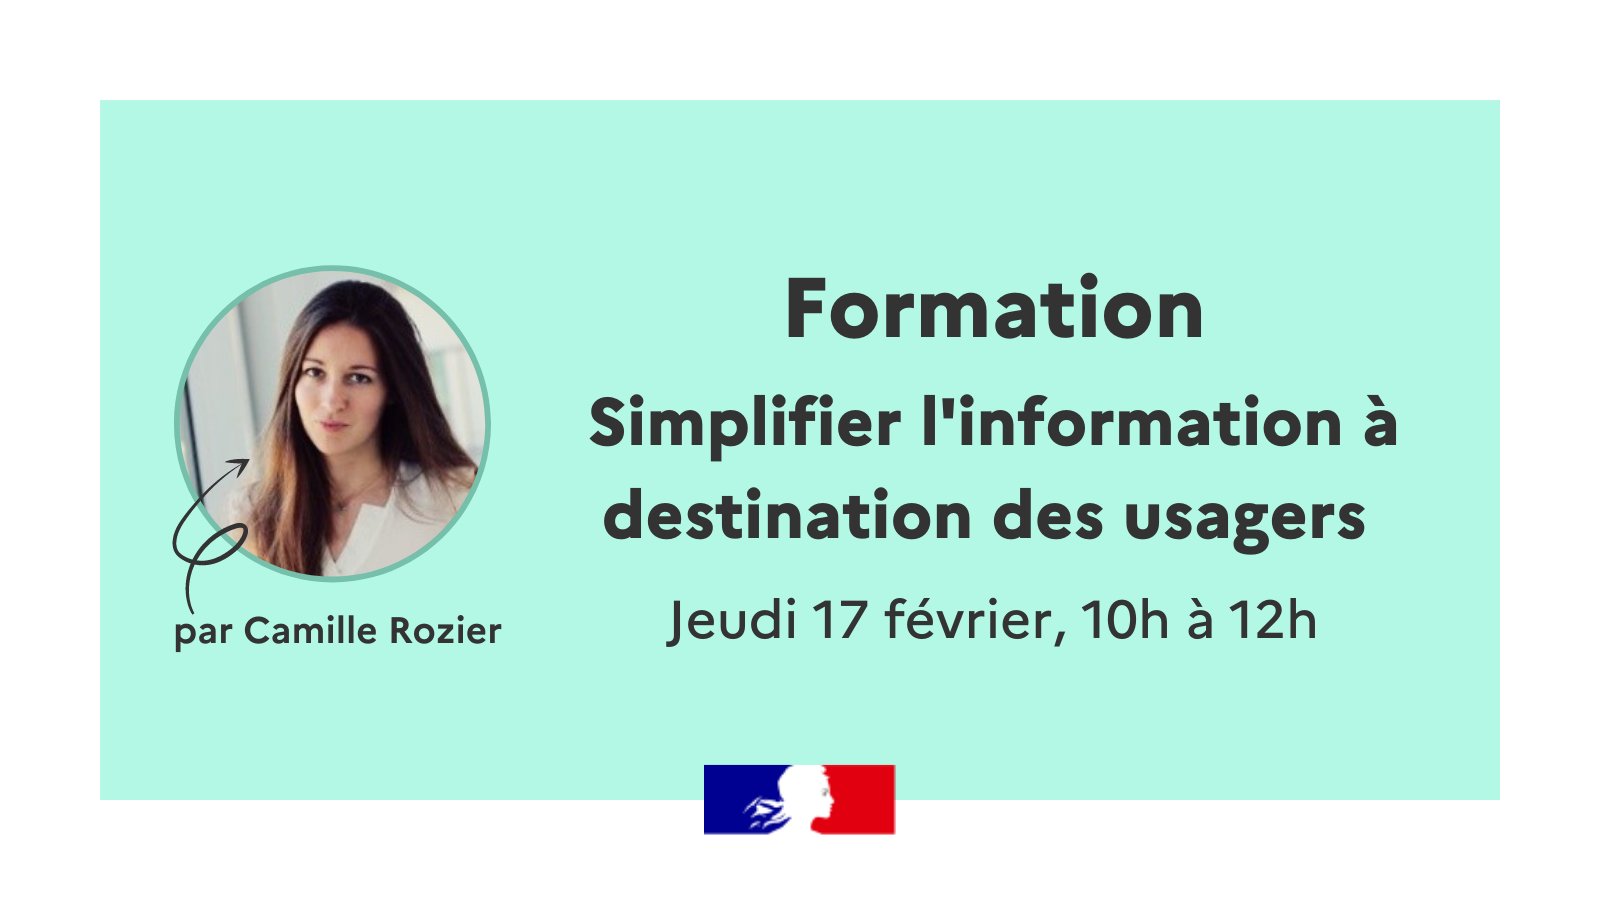 Formation
Simplifier l'information à
destination des usagers
Jeudi 17 février, 10h à 12h
par Camille Rozier